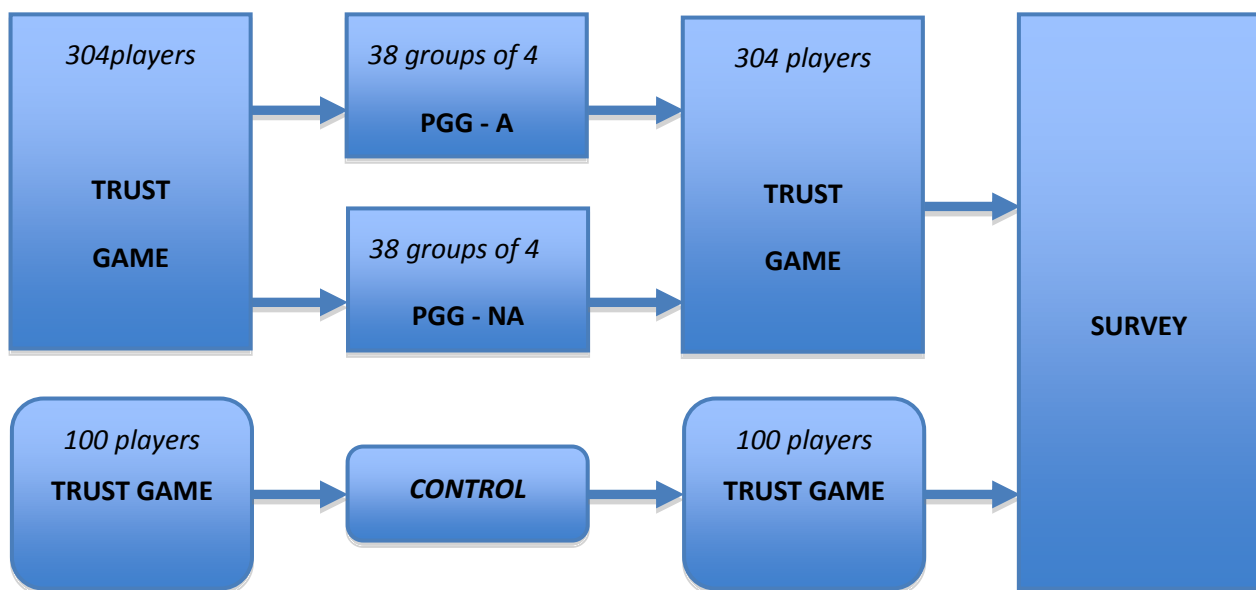 304players
TRUST
GAME
38 groups of 4
PGG - A
38 groups of 4
PGG - NA
304 players
TRUST
GAME
SURVEY
100 players
TRUST GAME
CONTROL
100 players
TRUST GAME